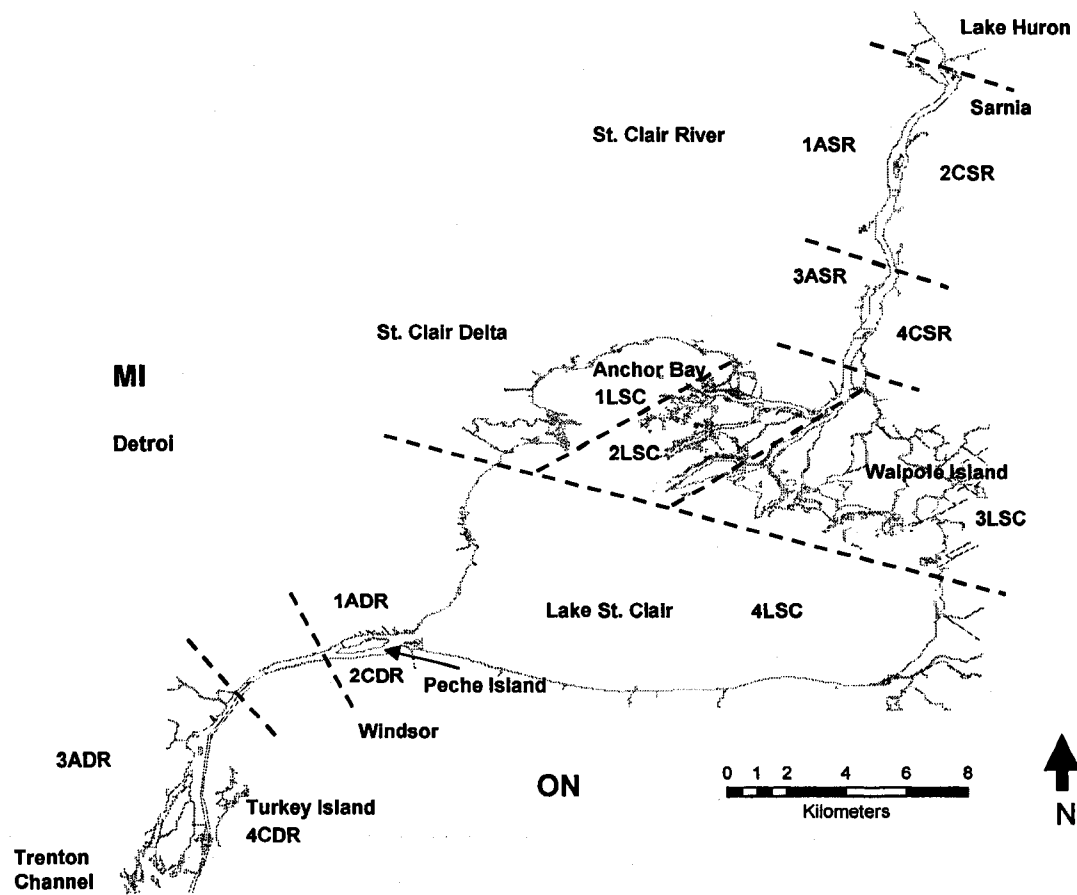 Lake Huron
Sarnia
St. Clair River
1ASR
2CSR
3ASR
St. Clair Delta
4CSR
MI
Anchor Bay
1LSC
Detroi
2LSC
Walpole Island
3LSC
1ADR
Lake St. Clair
4LSC
2CDR
Peche Island
Windsor
3ADR
ON
0 1 2 4 6 8
Kilometers
N
Turkey Island
4CDR
Trenton
Channel